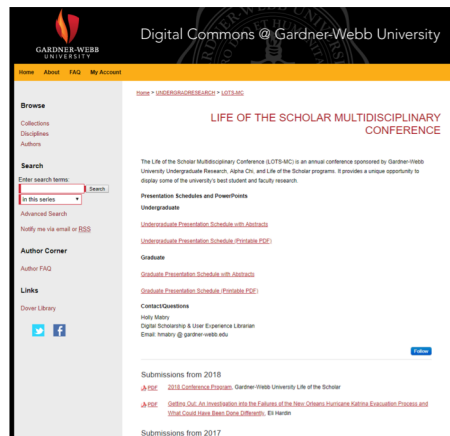 GARDNER-WEBB
UNIVERSITY
Digital Commons @ Gardner-Webb University
Home About FAQ My Account
Browse
Collections
Disciplines
Authors
Search
Enter search terms:
Search
in this series
Advanced Search
Notify me via email or RSS
Author Corner
Author FAQ
Links
Dover Library
Home > UNDERGRADRESEARCH > LOTS-MC
LIFE OF THE SCHOLAR MULTIDISCIPLINARY
CONFERENCE
The Life of the Scholar Multidisciplinary Conference (LOTS-MC) is an annual conference sponsored by Gardner-Webb
University Undergraduate Research, Alpha Chi, and Life of the Scholar programs. It provides a unique opportunity to
display some of the university's best student and faculty research.
Presentation Schedules and PowerPoints
Undergraduate
Undergraduate Presentation Schedule with Abstracts
Undergraduate Presentation Schedule (Printable PDF)
Graduate
Graduate Presentation Schedule with Abstracts
Graduate Presentation Schedule (Printable PDF)
Contact/Questions
Holly Mabry
Digital Scholarship & User Experience Librarian
Email: hmabry @ gardner-webb.edu
Follow
Submissions from 2018
PDF 2018 Conference Program, Gardner-Webb University Life of the Scholar
PDF Getting Out: An Investigation into the Failures of the New Orleans Hurricane Katrina Evacuation Process and
What Could Have Been Done Differently, Eli Hardin
Submissions from 2017